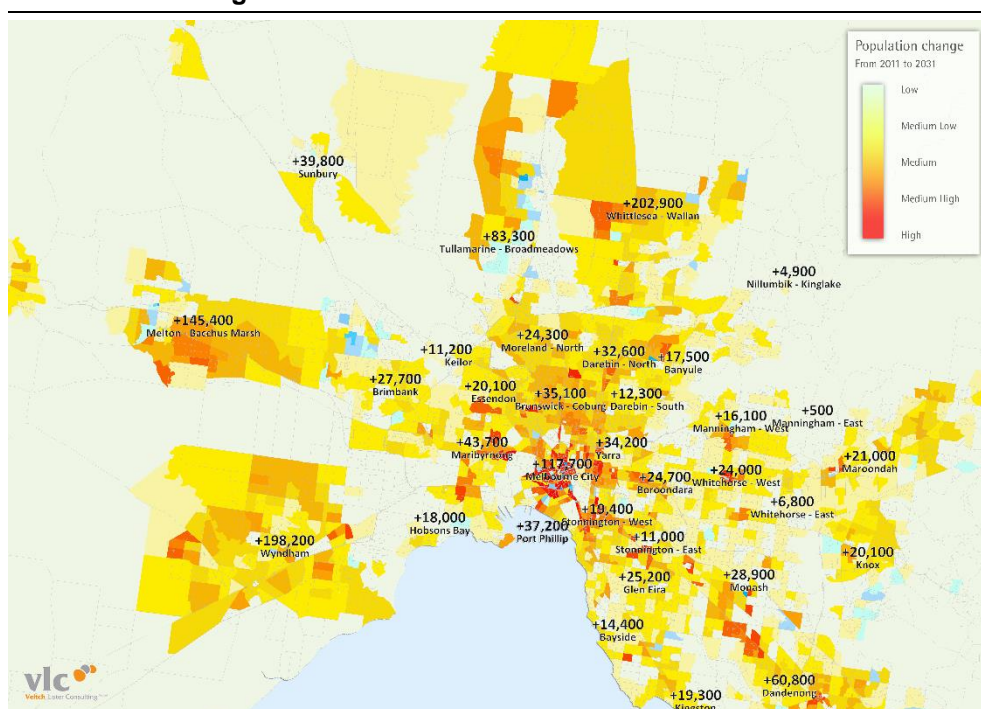 Population change
From 2011 to 2031
Low
Medium Low
Medium
Medium High
High
+39,800
Sunbury
+202,900
Whittlesea - Wallan
+83,300
Tullamarine - Broadmeadows
+4,900
Nillumbik - Kinglake
+145,400
Melton - Bacchus Marsh
+24,300
Moreland - North
+11,200
Keilor
+32,600
Darebin - North
+17,500
Banyule
+27,700
Brimbank
+20,100
Essendon
+35,100
Brunswick - Coburg
+12,300
Darebin - South
+16,100
Manningham - West
+500
Manningham - East
+43,700
Maribyrnong
+34,200
Yarra
+117,700
Melbourne City
+24,700
Boroondara
+24,000
Whitehorse - West
+21,000
Maroondah
+6,800
Whitehorse - East
+18,000
Hobsons Bay
+37,200
Port Phillip
+19,400
Stonnington - West
+11,000
Stonnington - East
+198,200
Wyndham
+20,100
Knox
+25,200
Glen Eira
+28,900
Monash
+14,400
Bayside
+19,300
Kingston
+60,800
Dandenong
vlc
Veitch Lister Consulting